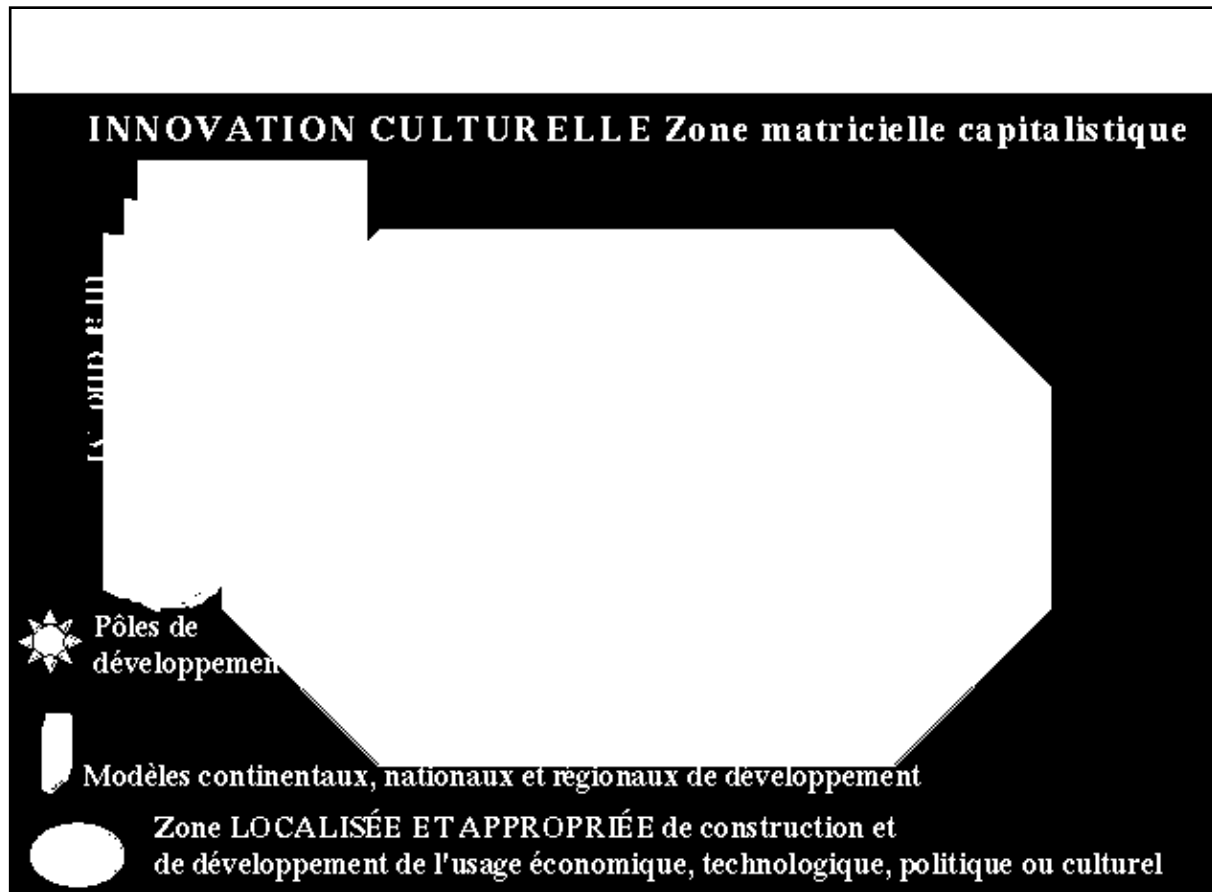 INNOVATION CULTURELLE Zone matricielle capitalistique
Pôles de
développemen
Modèles continentaux, nationaux et régionaux de développement
Zone LOCALISÉE ET APPROPRIÉE de construction et
de développement de l'usage économique, technologique, politique ou culturel